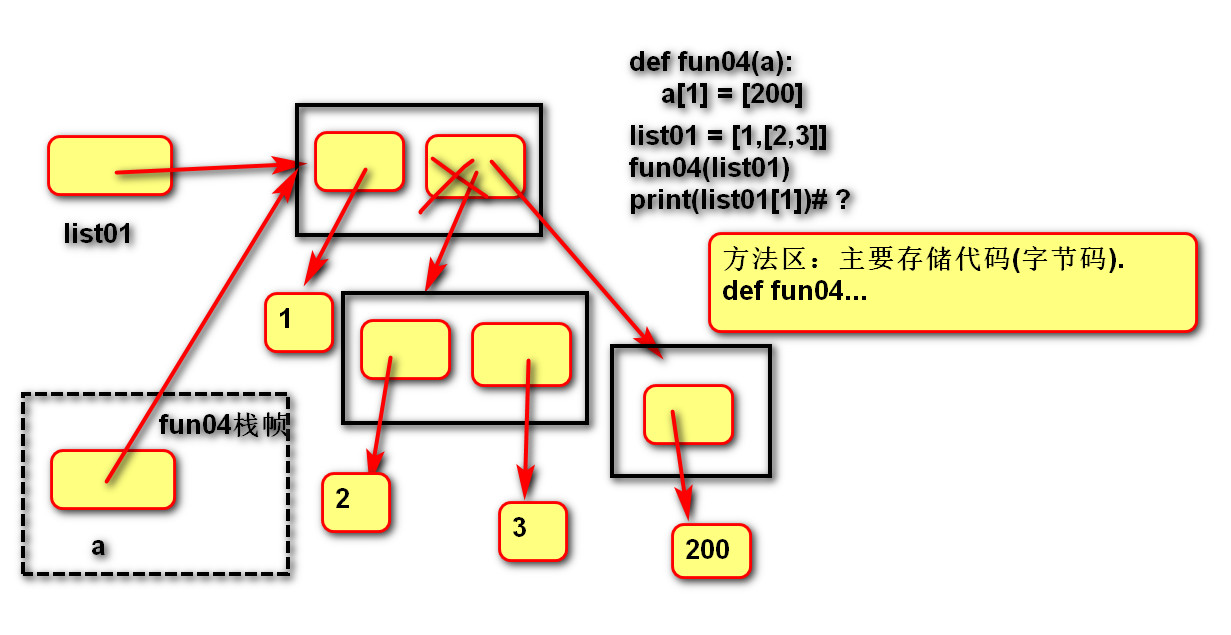 def fun04(a):
a[1] = [200]
list01 = [1,[2,3]]
fun04(list01)
print(list01[1])# ?
list01
方法区：主要存储代码(字节码).
def fun04...
1
fun04栈帧
2
3
200
a